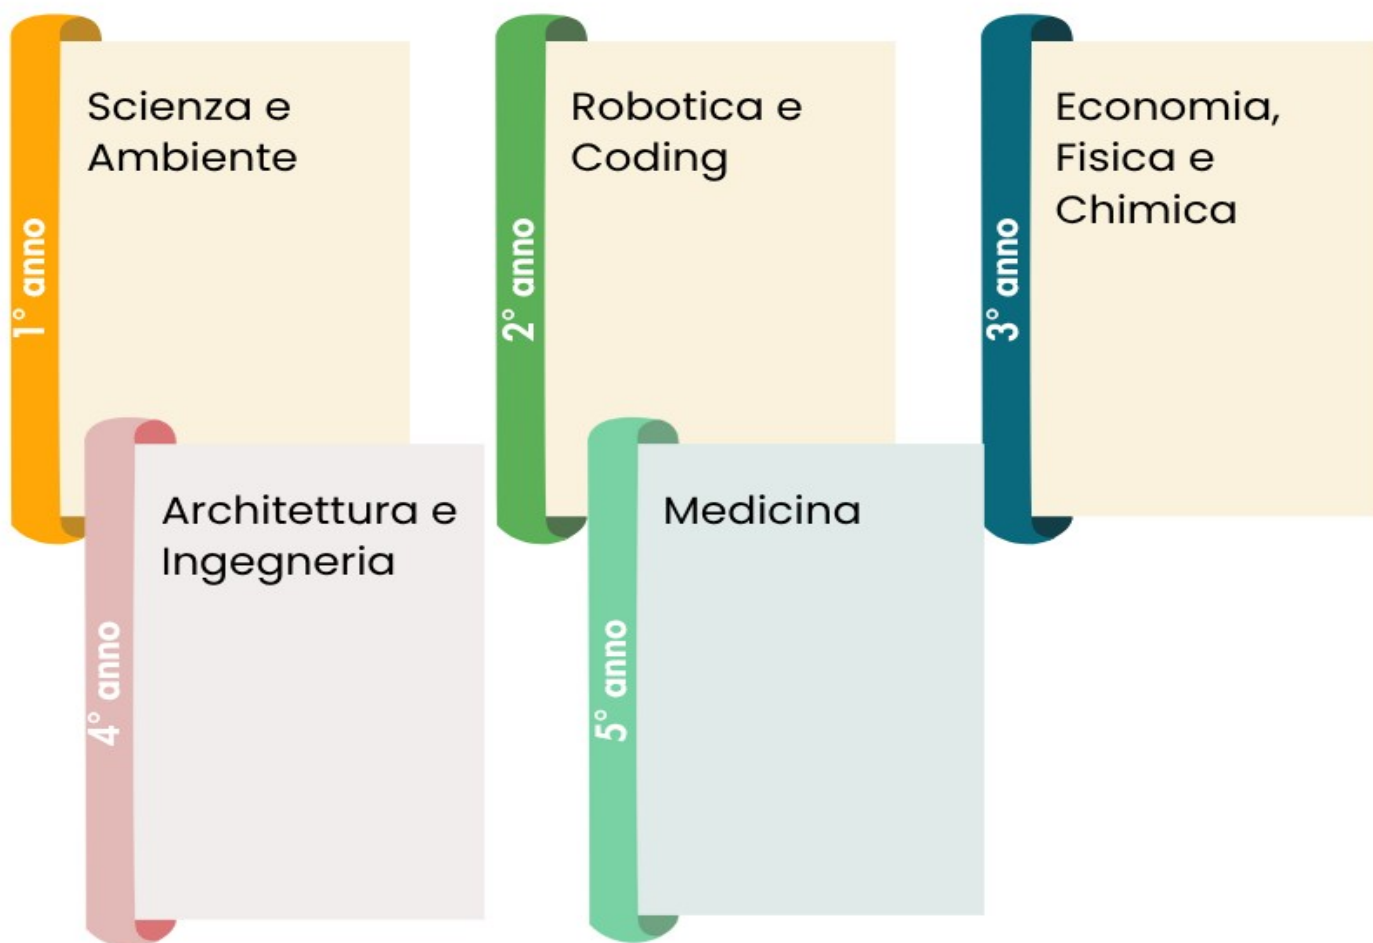 1° anno
Scienza e
Ambiente
2° anno
Robotica e
Coding
3° anno
Economia,
Fisica e
Chimica
4° anno
Architettura e
Ingegneria
5° anno
Medicina